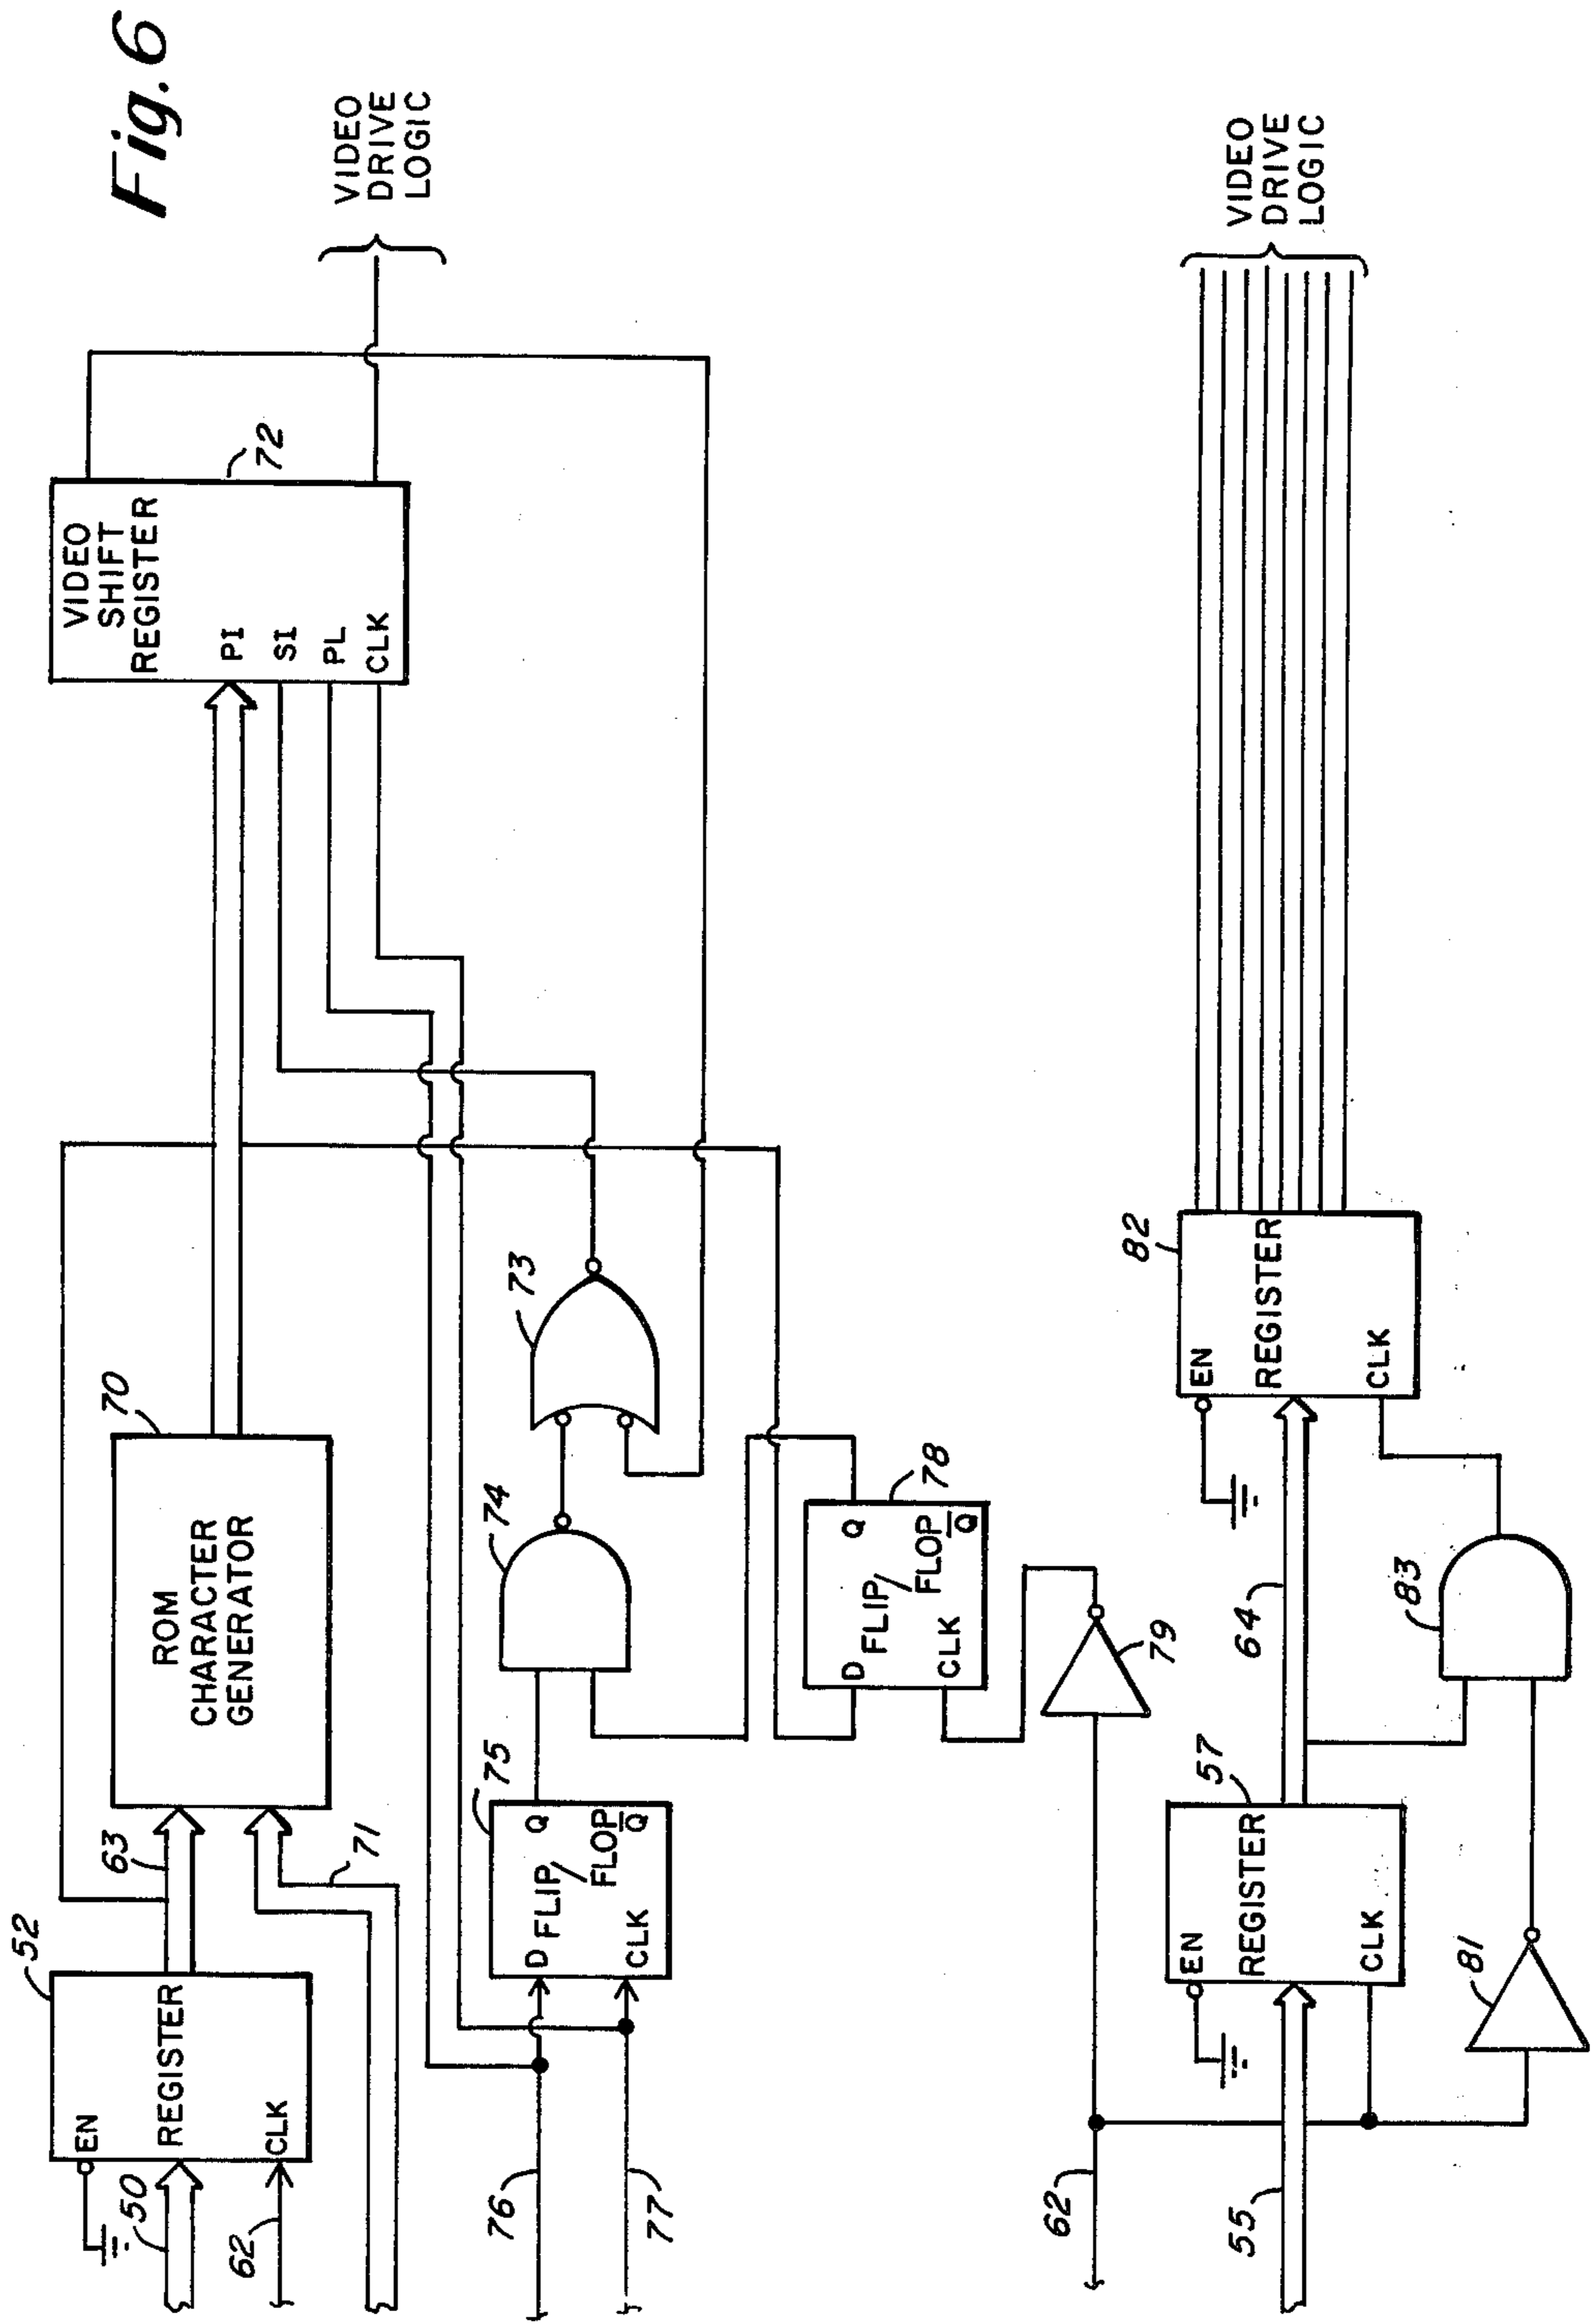 Fig. 6
52
EN
REGISTER
CLK
50
62
63
71
70
ROM
CHARACTER
GENERATOR
VIDEO
SHIFT
REGISTER
PI
SI
PL
CLK
72
VIDEO
DRIVE
LOGIC
76
77
75
D
Q
FLIP/
FLOP
Q̅
CLK
74
73
78
D
Q
FLIP/
FLOP
Q̅
CLK
79
62
55
57
EN
REGISTER
CLK
81
64
83
82
EN
REGISTER
CLK
VIDEO
DRIVE
LOGIC